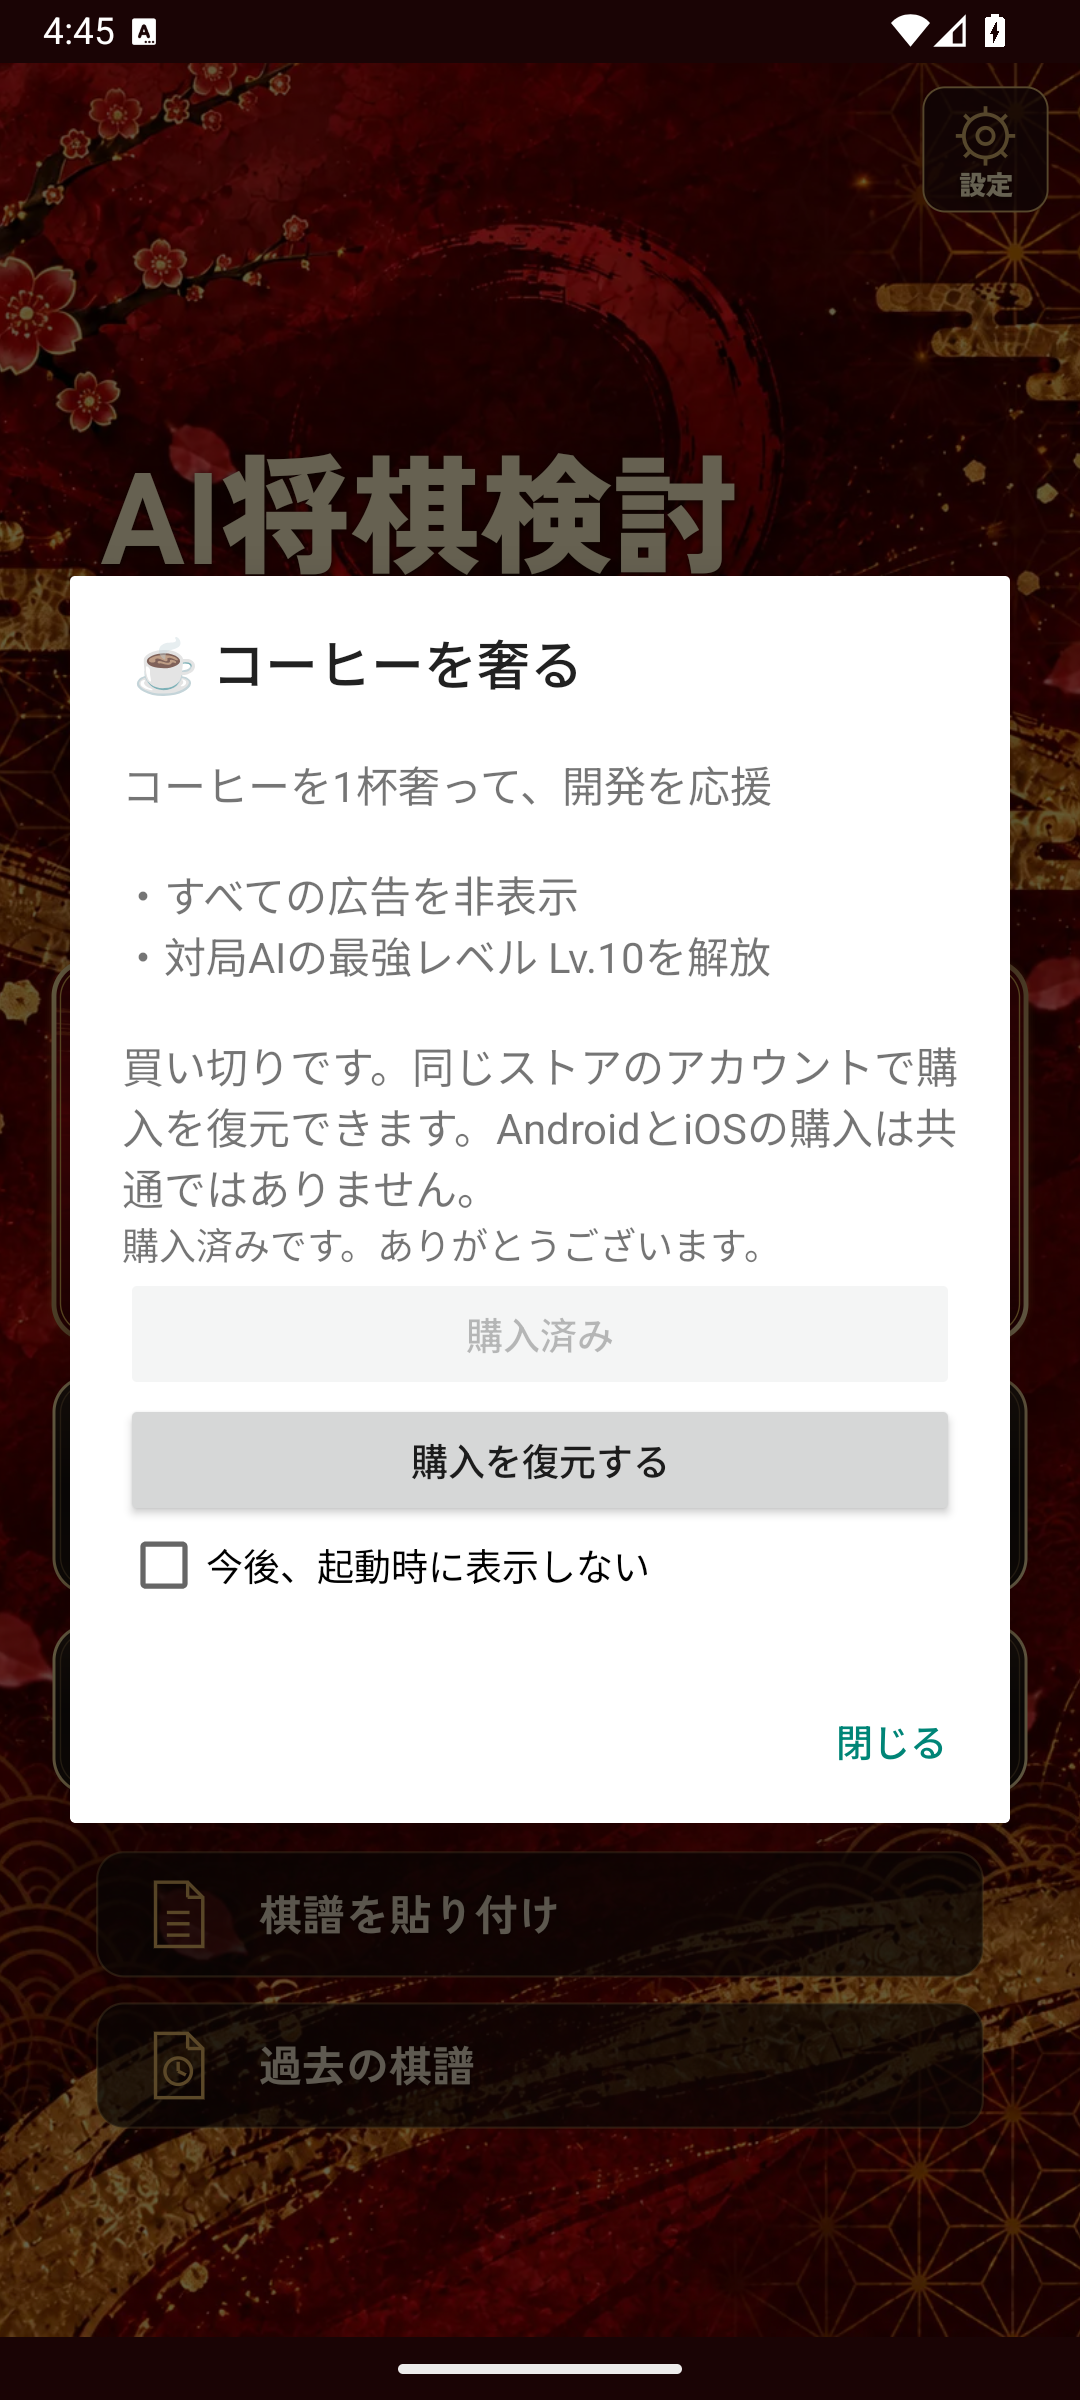 4:45
設定
AI将棋検討
☕ コーヒーを奢る
コーヒーを1杯奢って、開発を応援
・すべての広告を非表示
・対局AIの最強レベル Lv.10を解放
買い切りです。同じストアのアカウントで購
入を復元できます。AndroidとiOSの購入は共
通ではありません。
購入済みです。ありがとうございます。
購入済み
購入を復元する
今後、起動時に表示しない
閉じる
棋譜を貼り付け
過去の棋譜